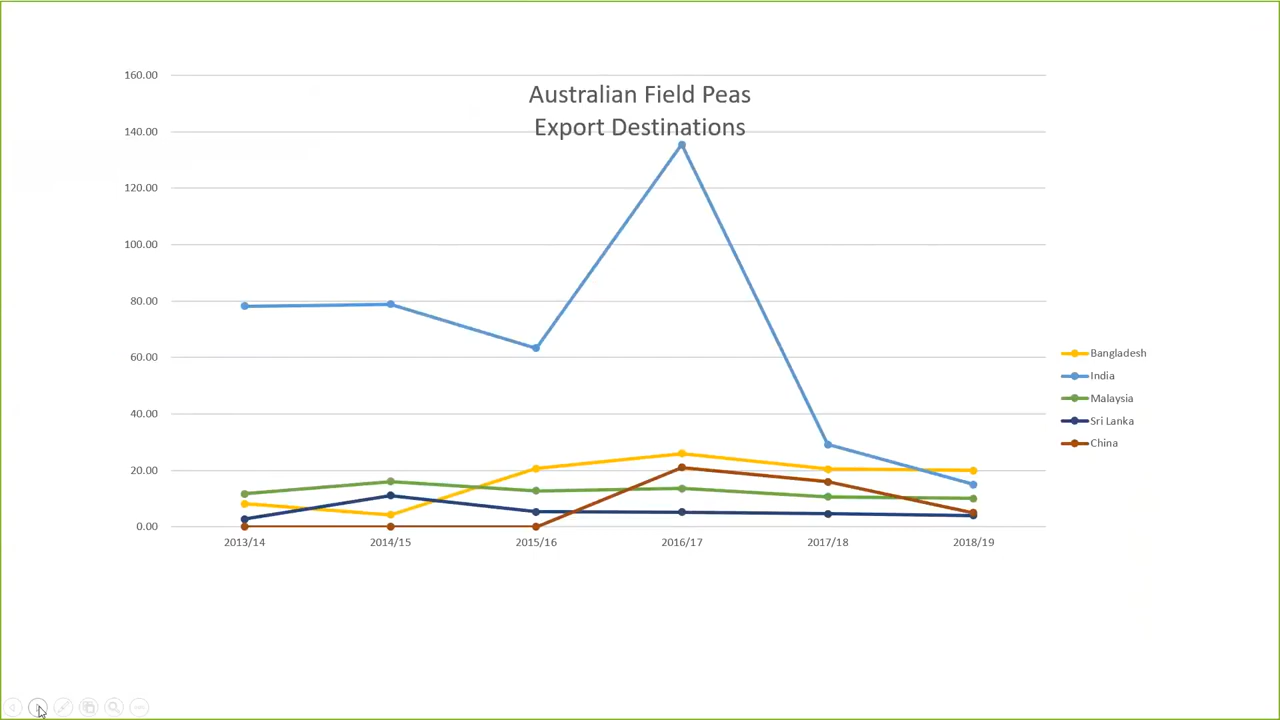 Australian Field Peas
Export Destinations
160.00
140.00
120.00
100.00
80.00
60.00
40.00
20.00
0.00
2013/14
2014/15
2015/16
2016/17
2017/18
2018/19
Bangladesh
India
Malaysia
Sri Lanka
China